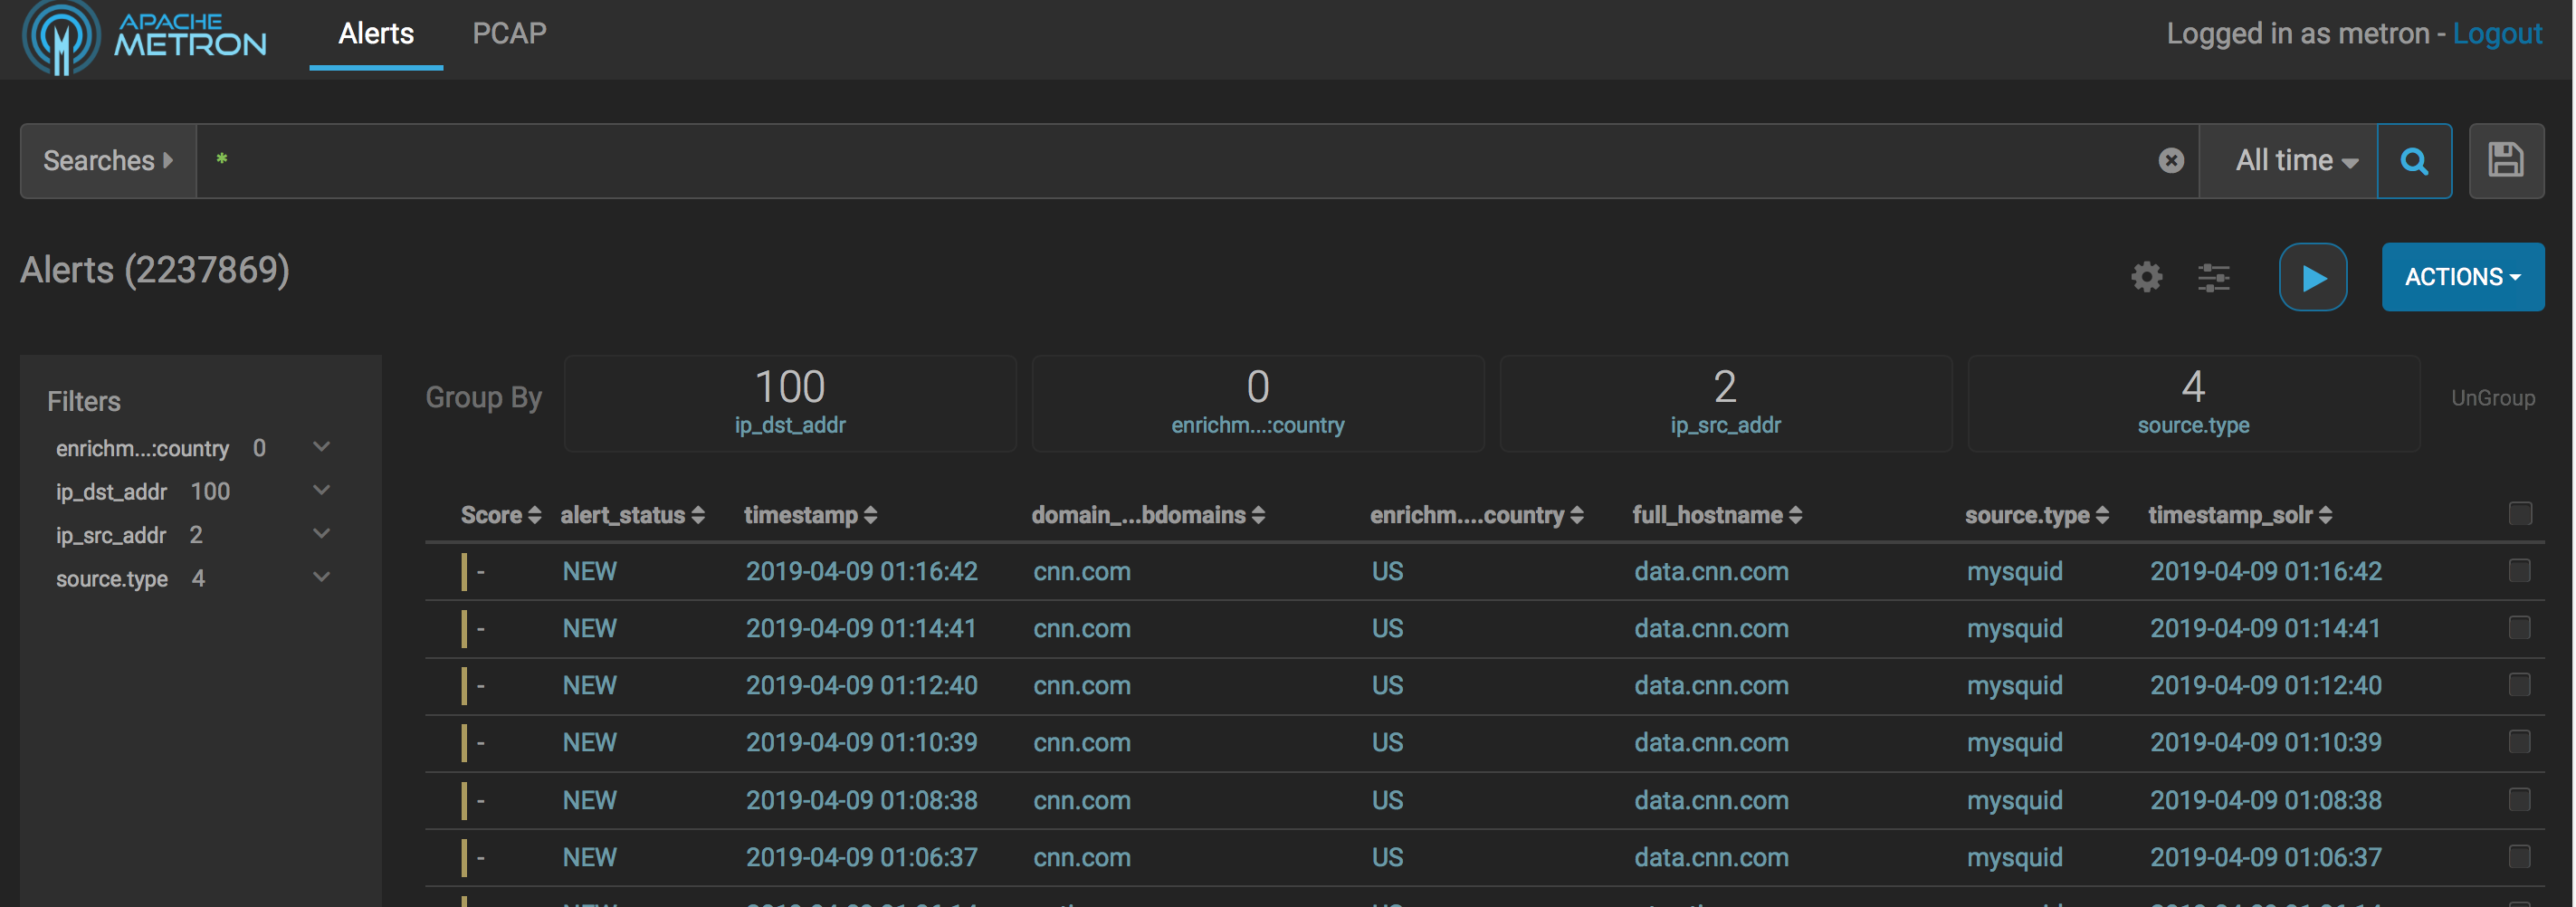 APACHE METRON Alerts PCAP Logged in as metron - Logout
Searches * All time
Alerts (2237869) ACTIONS
Filters
enrichm...:country 0
ip_dst_addr 100
ip_src_addr 2
source.type 4
Group By 100 ip_dst_addr 0 enrichm...:country 2 ip_src_addr 4 source.type UnGroup
Score alert_status timestamp domain_...bdomains enrichm....country full_hostname source.type timestamp_solr
- NEW 2019-04-09 01:16:42 cnn.com US data.cnn.com mysquid 2019-04-09 01:16:42
- NEW 2019-04-09 01:14:41 cnn.com US data.cnn.com mysquid 2019-04-09 01:14:41
- NEW 2019-04-09 01:12:40 cnn.com US data.cnn.com mysquid 2019-04-09 01:12:40
- NEW 2019-04-09 01:10:39 cnn.com US data.cnn.com mysquid 2019-04-09 01:10:39
- NEW 2019-04-09 01:08:38 cnn.com US data.cnn.com mysquid 2019-04-09 01:08:38
- NEW 2019-04-09 01:06:37 cnn.com US data.cnn.com mysquid 2019-04-09 01:06:37